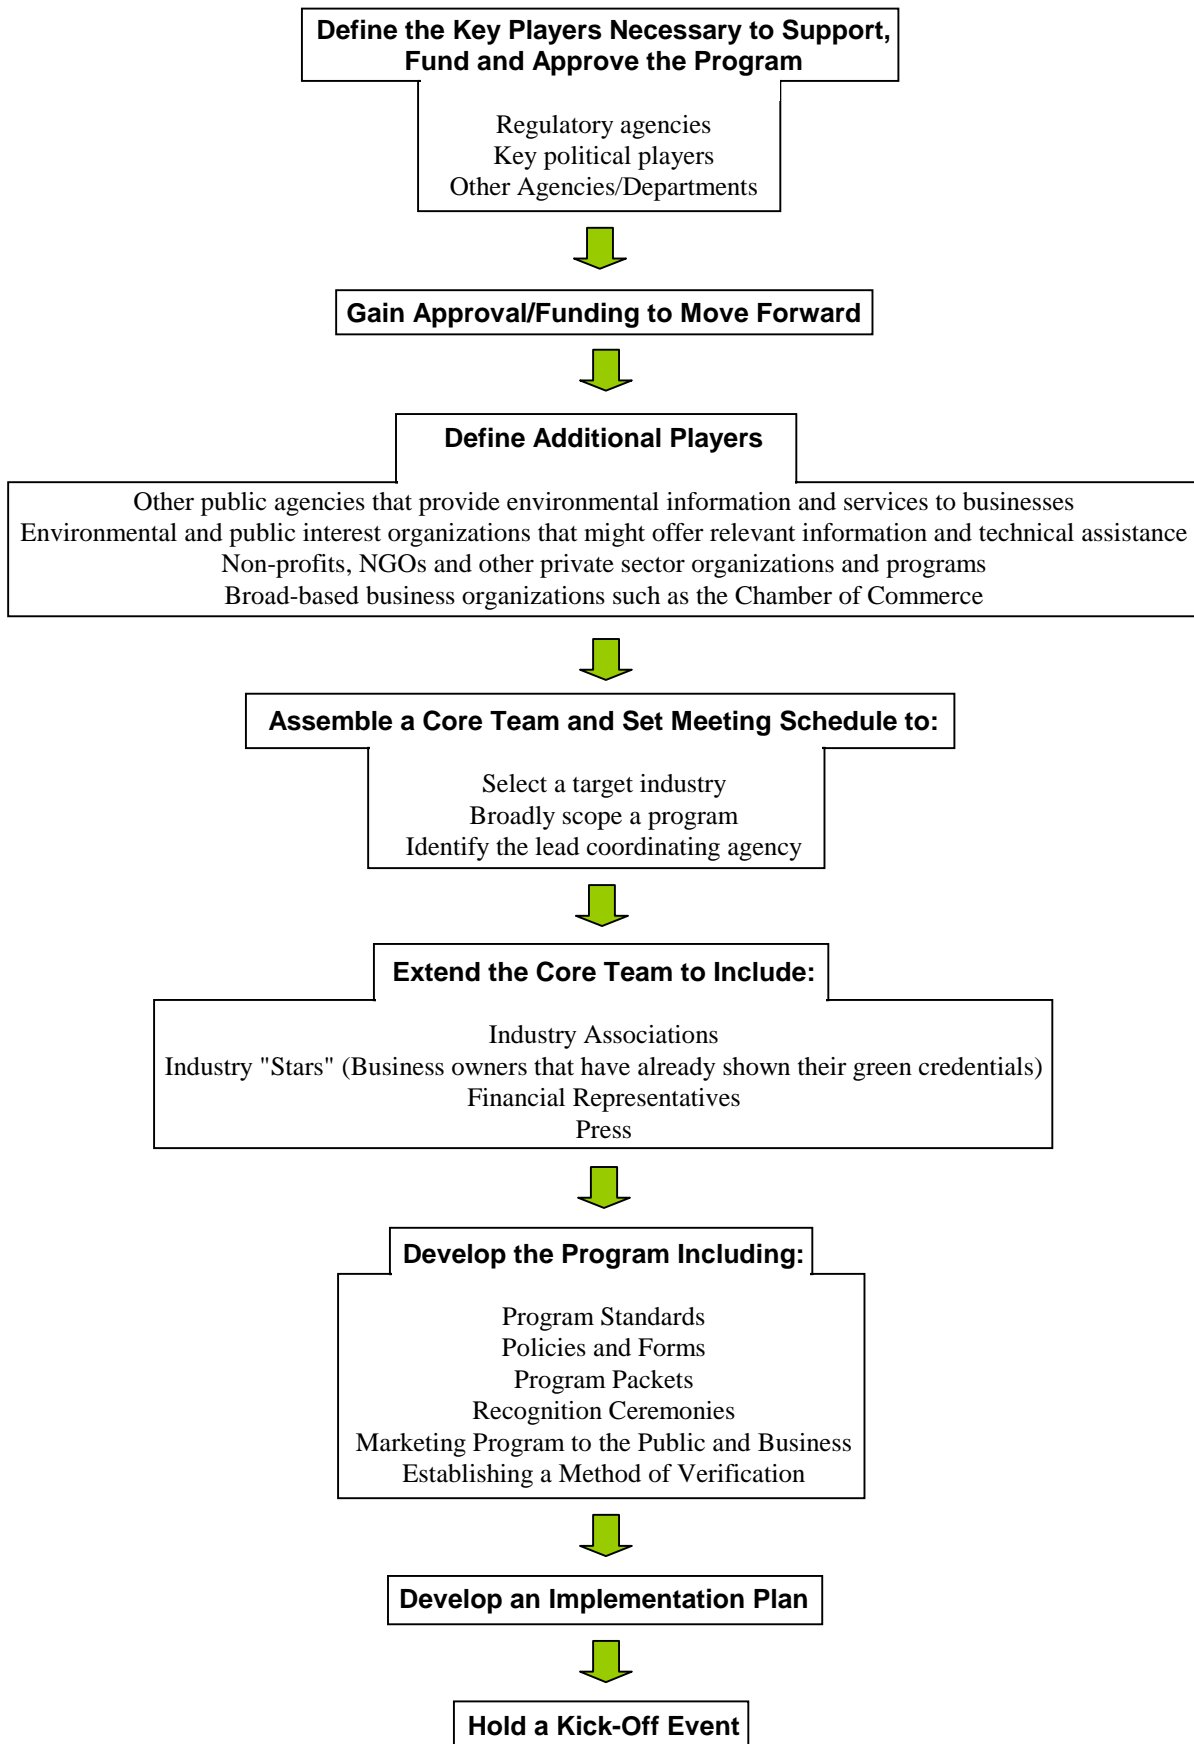 Define the Key Players Necessary to Support,
Fund and Approve the Program
Regulatory agencies
Key political players
Other Agencies/Departments
Gain Approval/Funding to Move Forward
Define Additional Players
Other public agencies that provide environmental information and services to businesses
Environmental and public interest organizations that might offer relevant information and technical assistance
Non-profits, NGOs and other private sector organizations and programs
Broad-based business organizations such as the Chamber of Commerce
Assemble a Core Team and Set Meeting Schedule to:
Select a target industry
Broadly scope a program
Identify the lead coordinating agency
Extend the Core Team to Include:
Industry Associations
Industry "Stars" (Business owners that have already shown their green credentials)
Financial Representatives
Press
Develop the Program Including:
Program Standards
Policies and Forms
Program Packets
Recognition Ceremonies
Marketing Program to the Public and Business
Establishing a Method of Verification
Develop an Implementation Plan
Hold a Kick-Off Event